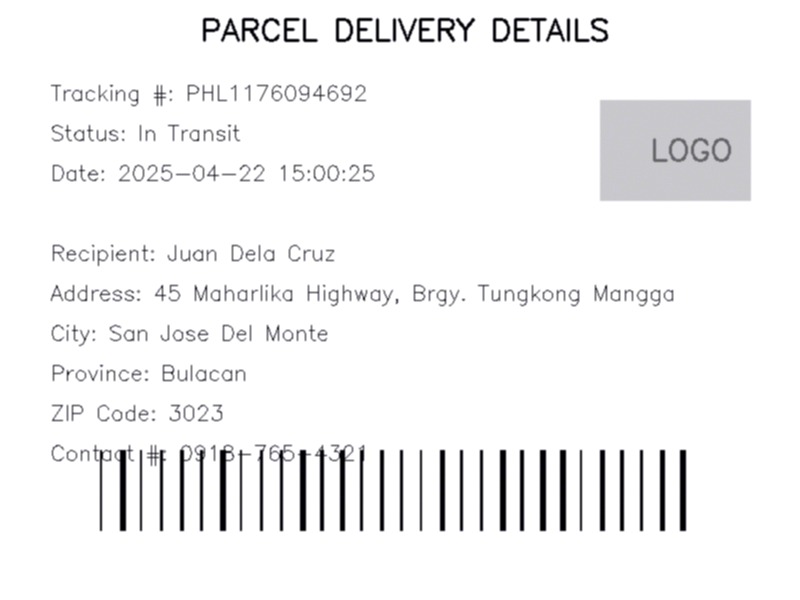 PARCEL DELIVERY DETAILS
Tracking #: PHL1176094692
Status: In Transit
Date: 2025-04-22 15:00:25
LOGO
Recipient: Juan Dela Cruz
Address: 45 Maharlika Highway, Brgy. Tungkong Mangga
City: San Jose Del Monte
Province: Bulacan
ZIP Code: 3023
Contact #: 0918-765-4321